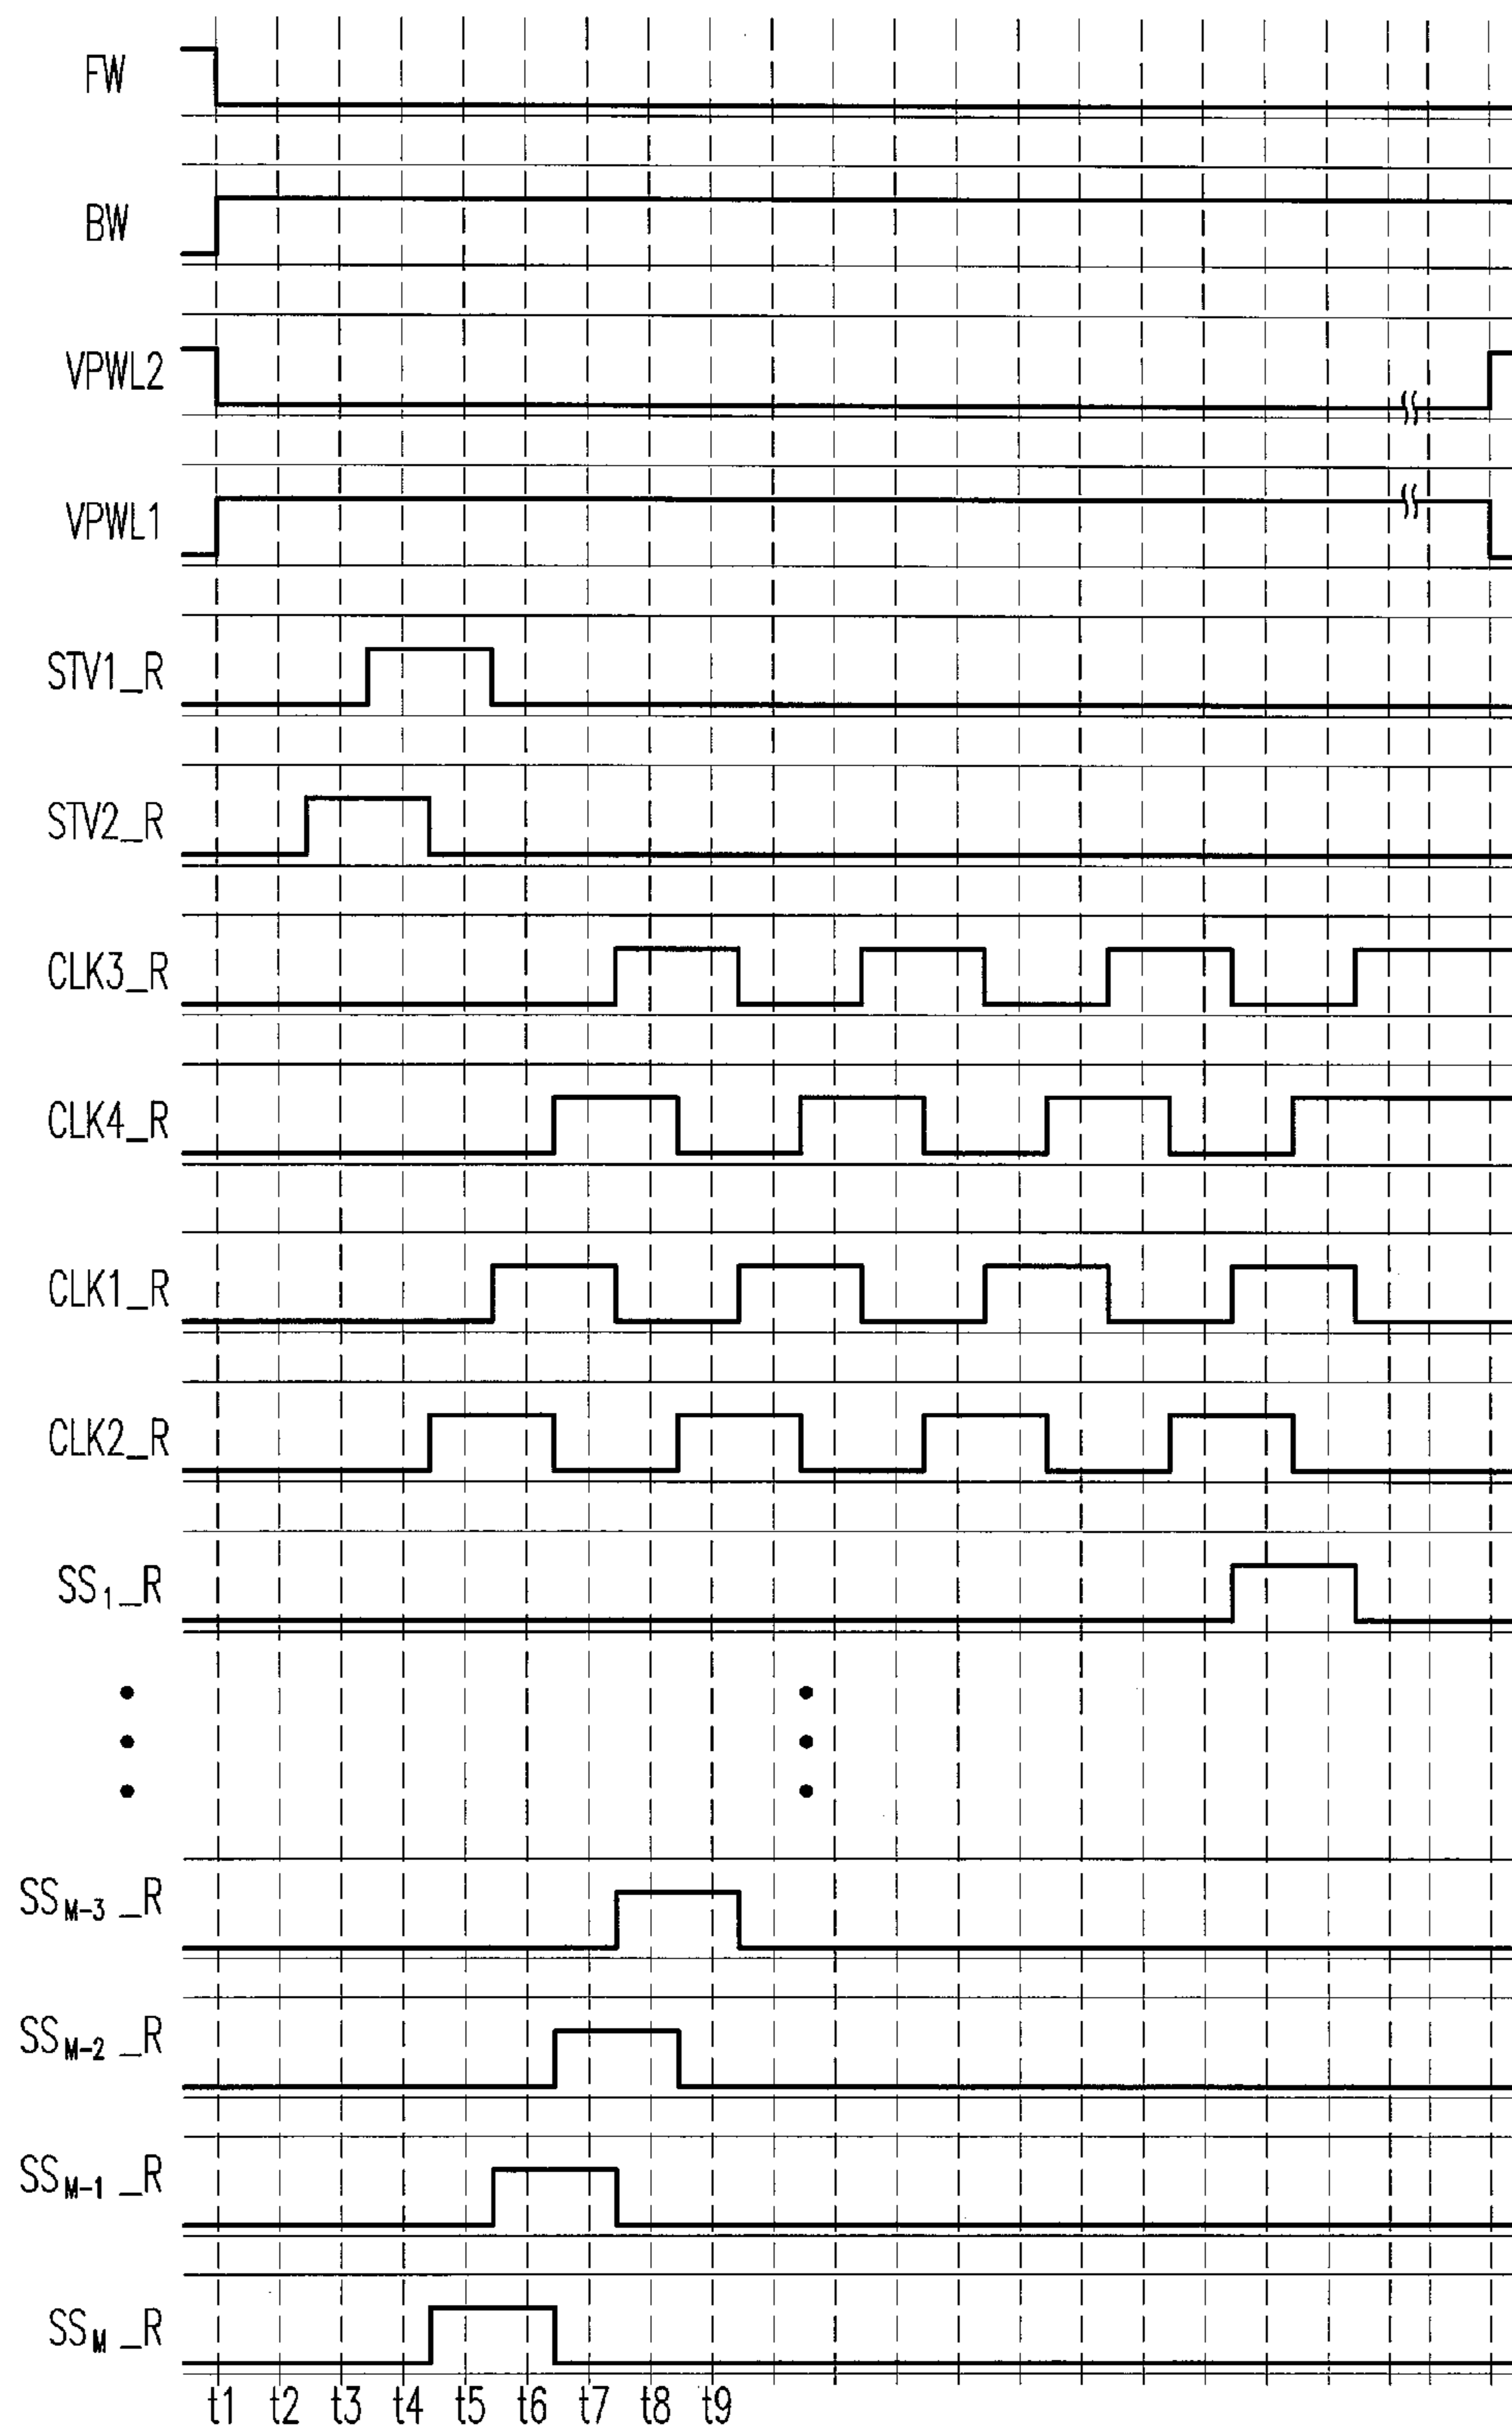 FW
BW
VPWL2
VPWL1
STV1_R
STV2_R
CLK3_R
CLK4_R
CLK1_R
CLK2_R
SS1_R
SSM-3_R
SSM-2_R
SSM-1_R
SSM_R
t1 t2 t3 t4 t5 t6 t7 t8 t9